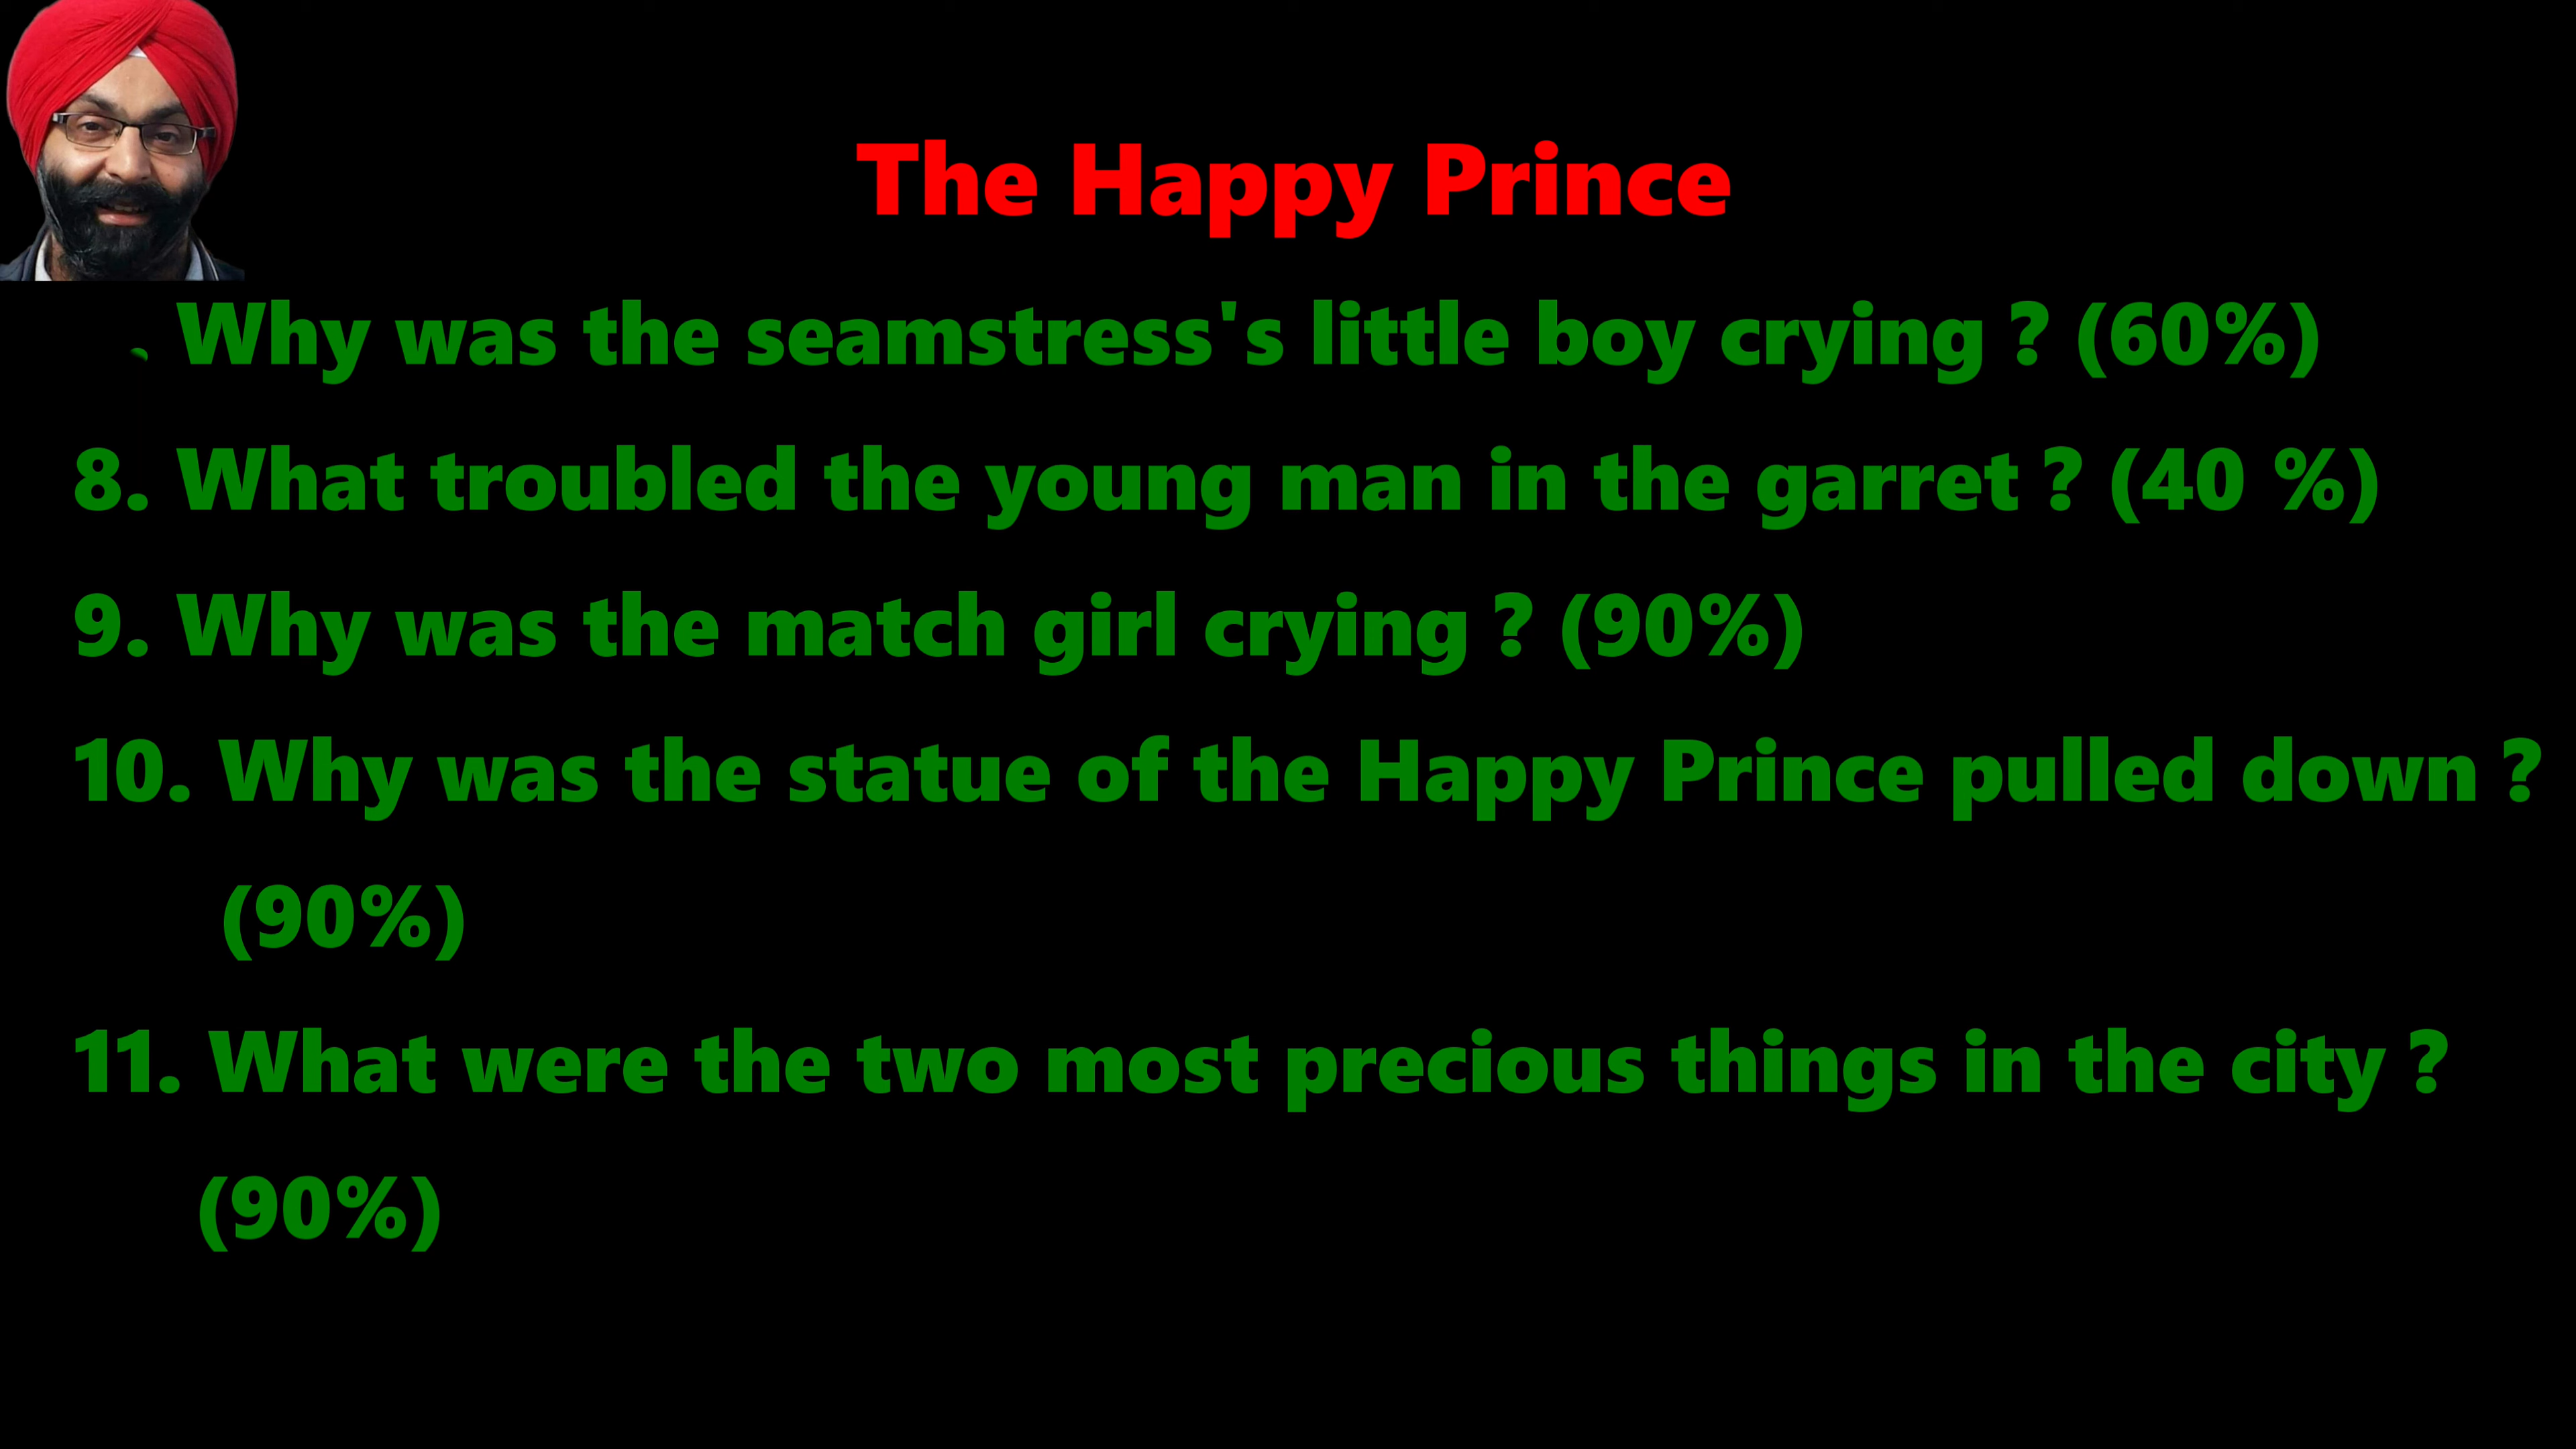 The Happy Prince
Why was the seamstress's little boy crying ? (60%)
8. What troubled the young man in the garret ? (40 %)
9. Why was the match girl crying ? (90%)
10. Why was the statue of the Happy Prince pulled down ?
(90%)
11. What were the two most precious things in the city ?
(90%)